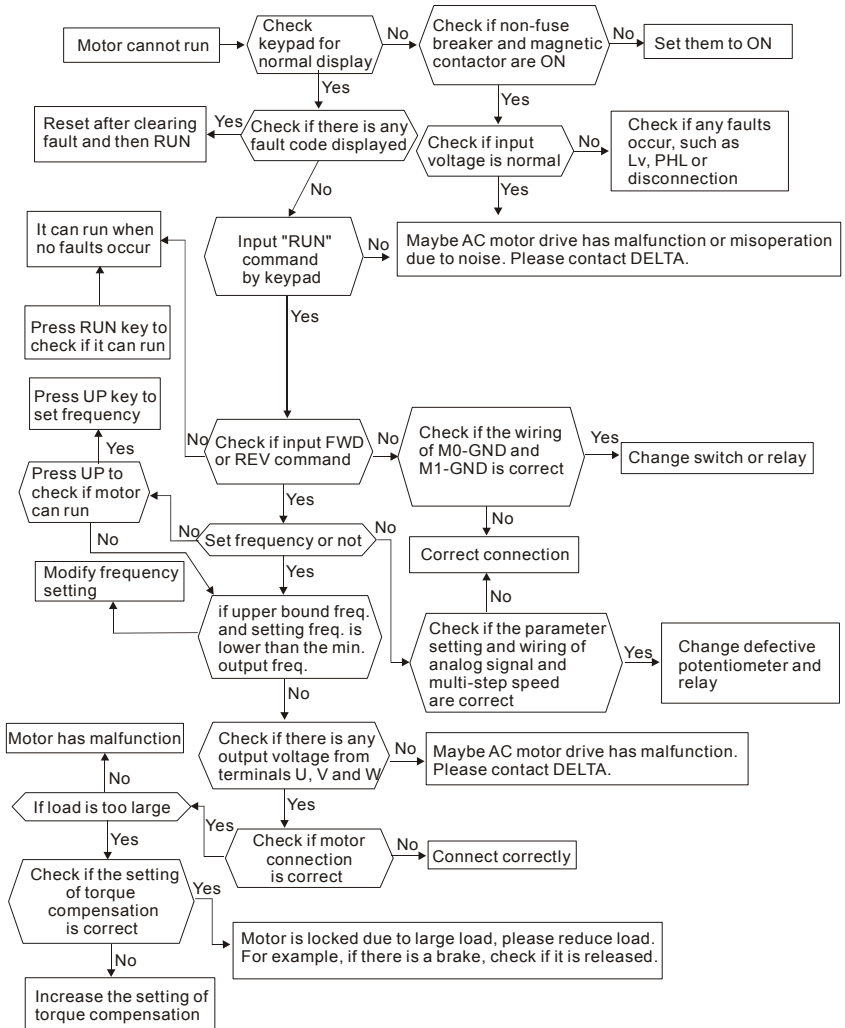 Motor cannot run
Check
keypad for
normal display
No
Check if non-fuse
breaker and magnetic
contactor are ON
No
Set them to ON
Yes
Yes
Reset after clearing
fault and then RUN
Yes
Check if there is any
fault code displayed
Check if input
voltage is normal
No
Check if any faults
occur, such as
Lv, PHL or
disconnection
No
Yes
It can run when
no faults occur
Input "RUN"
command
by keypad
No
Maybe AC motor drive has malfunction or misoperation
due to noise. Please contact DELTA.
Press RUN key to
check if it can run
Yes
Press UP key to
set frequency
Yes
No
Check if input FWD
or REV command
No
Check if the wiring
of M0-GND and
M1-GND is correct
Yes
Change switch or relay
Press UP to
check if motor
can run
Yes
No
No
No
Set frequency or not
No
Correct connection
Modify frequency
setting
Yes
No
if upper bound freq.
and setting freq. is
lower than the min.
output freq.
Check if the parameter
setting and wiring of
analog signal and
multi-step speed
are correct
Yes
Change defective
potentiometer and
relay
No
Motor has malfunction
Check if there is any
output voltage from
terminals U, V and W
No
Maybe AC motor drive has malfunction.
Please contact DELTA.
No
Yes
If load is too large
Yes
Check if motor
connection
is correct
No
Connect correctly
Yes
Check if the setting
of torque
compensation
is correct
Yes
Motor is locked due to large load, please reduce load.
For example, if there is a brake, check if it is released.
No
Increase the setting of
torque compensation